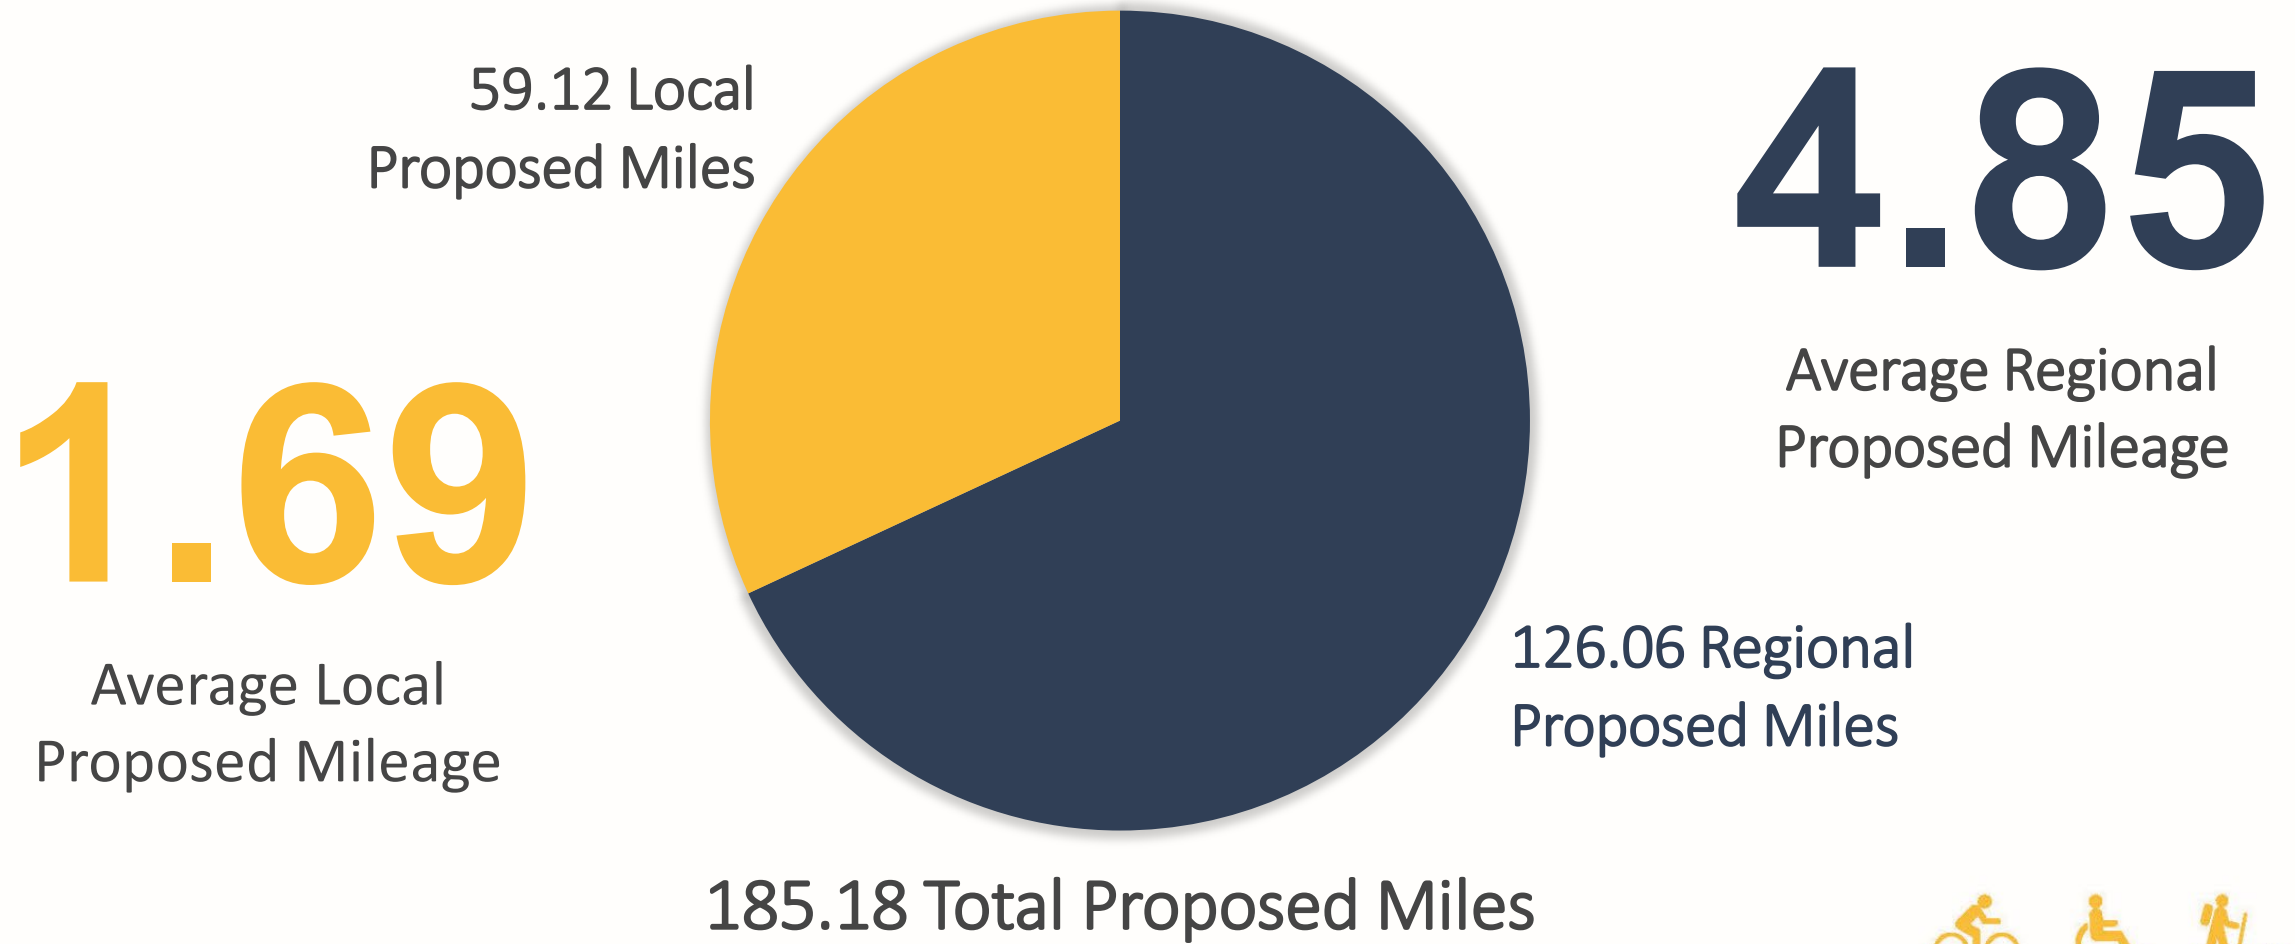 59.12 Local
Proposed Miles
4.85
Average Regional
Proposed Mileage
1.69
Average Local
Proposed Mileage
126.06 Regional
Proposed Miles
185.18 Total Proposed Miles